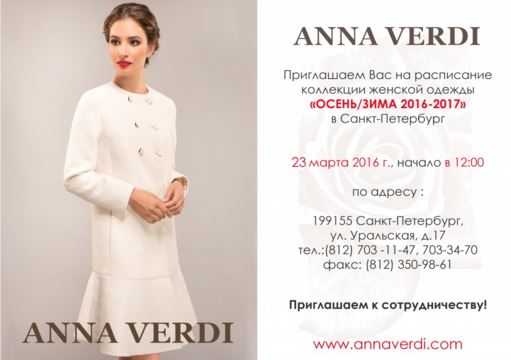 ANNA VERDI
ANNA VERDI
Приглашаем Вас на расписание
коллекции женской одежды
«ОСЕНЬ/ЗИМА 2016-2017»
в Санкт-Петербург
23 марта 2016 г., начало в 12:00
по адресу :
199155 Санкт-Петербург,
ул. Уральская, д.17
тел.:(812) 703 -11-47, 703-34-70
факс: (812) 350-98-61
Приглашаем к сотрудничеству!
www.annaverdi.com